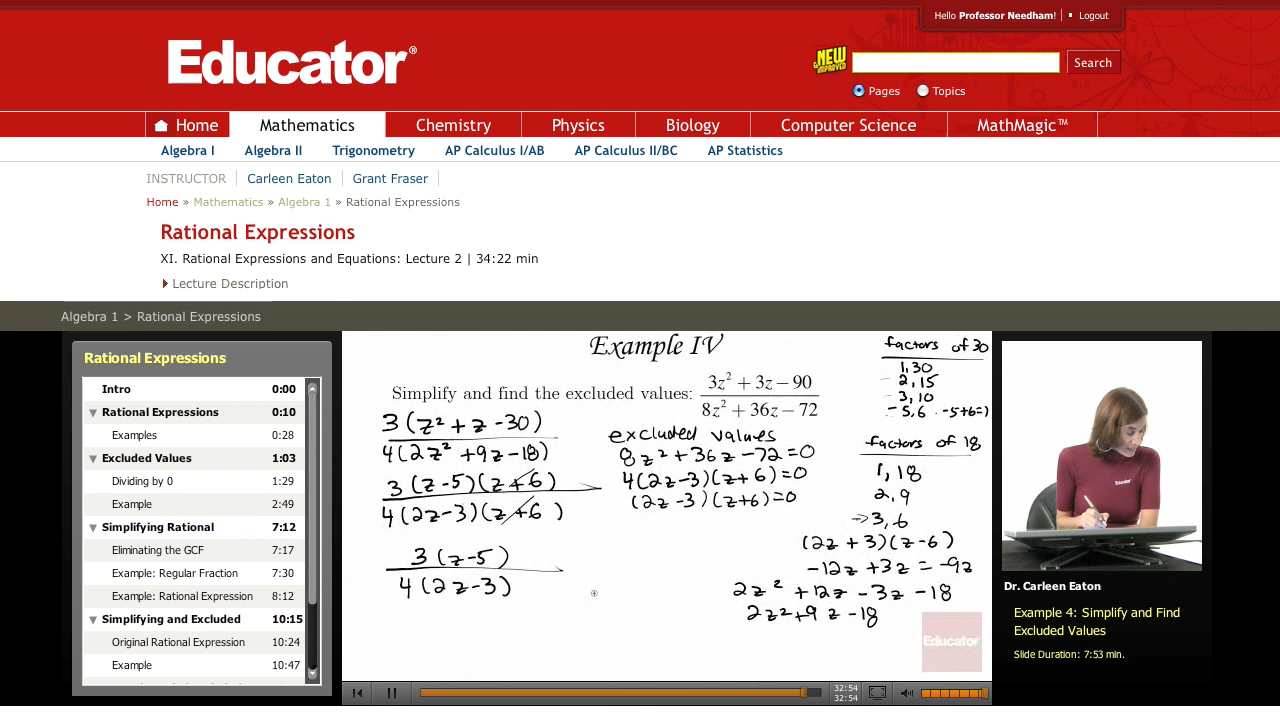 Hello Professor Needham! Logout
Educator®
NEW
& IMPROVED
Search
Pages Topics
Home Mathematics Chemistry Physics Biology Computer Science MathMagic™
Algebra I Algebra II Trigonometry AP Calculus I/AB AP Calculus II/BC AP Statistics
INSTRUCTOR Carleen Eaton Grant Fraser
Home » Mathematics » Algebra 1 » Rational Expressions
Rational Expressions
XI. Rational Expressions and Equations: Lecture 2 | 34:22 min
Lecture Description
Algebra 1 > Rational Expressions
Rational Expressions
Intro 0:00
Rational Expressions 0:10
Examples 0:28
Excluded Values 1:03
Dividing by 0 1:29
Example 2:49
Simplifying Rational 7:12
Eliminating the GCF 7:17
Example: Regular Fraction 7:30
Example: Rational Expression 8:12
Simplifying and Excluded 10:15
Original Rational Expression 10:24
Example 10:47
Example IV
Simplify and find the excluded values:
3z² + 3z – 90
8z² + 36z – 72
3(z² + z - 30)
4(2z² + 9z - 18)
3(z - 5)(z + 6)
4(2z - 3)(z + 6)
3(z - 5)
4(2z - 3)
excluded values
8z² + 36z - 72 = 0
4(2z - 3)(z + 6) = 0
(2z - 3)(z + 6) = 0
factors of 30
1, 30
2, 15
3, 10
5, 6 -5+6=1
factors of 18
1, 18
2, 9
→ 3, 6
(2z + 3)(z - 6)
-12z + 3z = -9z
2z² + 12z - 3z - 18
2z² + 9z - 18
Educator
32:54
32:54
Educator
Dr. Carleen Eaton
Example 4: Simplify and Find
Excluded Values
Slide Duration: 7:53 min.